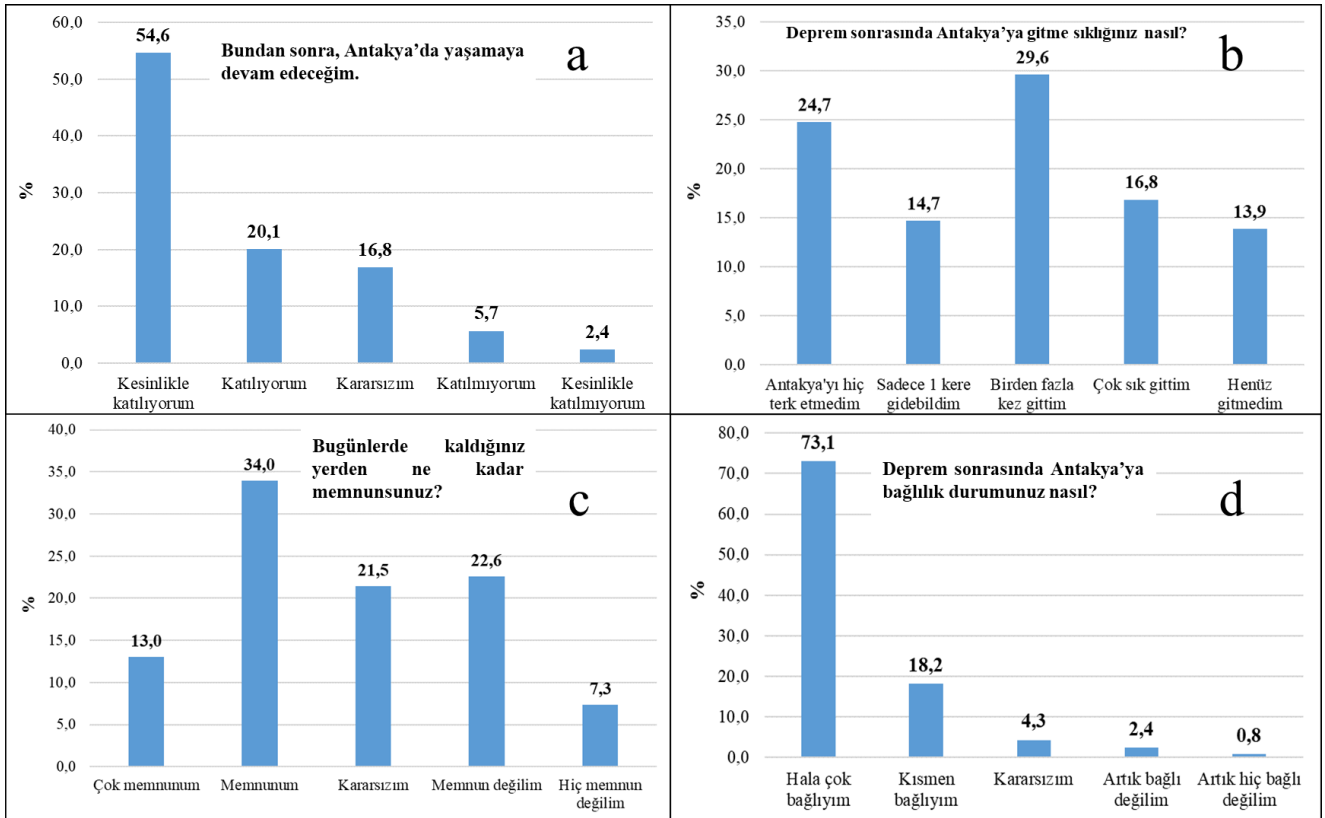 60,0
50,0
40,0
30,0
20,0
10,0
0,0
%
Bundan sonra, Antakya’da yaşamaya
devam edeceğim.
a
54,6
20,1
16,8
5,7
2,4
Kesinlikle
katılıyorum
Katılıyorum
Kararsızım
Katılmıyorum
Kesinlikle
katılmıyorum
35,0
30,0
25,0
20,0
15,0
10,0
5,0
0,0
%
Deprem sonrasında Antakya’ya gitme sıklığınız nasıl?
b
24,7
14,7
29,6
16,8
13,9
Antakya'yı hiç
terk etmedim
Sadece 1 kere
gidebildim
Birden fazla
kez gittim
Çok sık gittim
Henüz
gitmedim
40,0
35,0
30,0
25,0
20,0
15,0
10,0
5,0
0,0
%
Bugünlerde kaldığınız
yerden ne kadar
memnunsunuz?
c
13,0
34,0
21,5
22,6
7,3
Çok memnunum
Memnunum
Kararsızım
Memnun değilim
Hiç memnun
değilim
80,0
70,0
60,0
50,0
40,0
30,0
20,0
10,0
0,0
%
Deprem sonrasında Antakya’ya
bağlılık durumunuz nasıl?
d
73,1
18,2
4,3
2,4
0,8
Hala çok
bağlıyım
Kısmen
bağlıyım
Kararsızım
Artık bağlı
değilim
Artık hiç bağlı
değilim